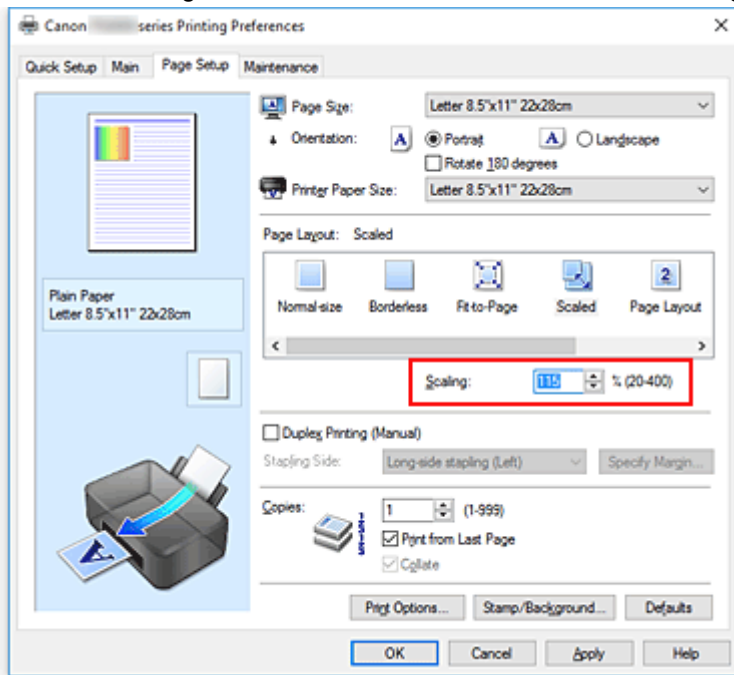 Canon series Printing Preferences
Quick Setup Main Page Setup Maintenance
Page Size: Letter 8.5"x11" 22x28cm
Orientation: A Portrait A Landscape
Rotate 180 degrees
Printer Paper Size: Letter 8.5"x11" 22x28cm
Page Layout: Scaled
2
Normal-size Borderless Fit-to-Page Scaled Page Layout
Plain Paper
Letter 8.5"x11" 22x28cm
Scaling: 115 % (20-400)
Duplex Printing (Manual)
Stapling Side: Long-side stapling (Left) Specify Margin...
Copies: 1 (1-999)
Print from Last Page
Collate
A
Print Options... Stamp/Background... Defaults
OK Cancel Apply Help